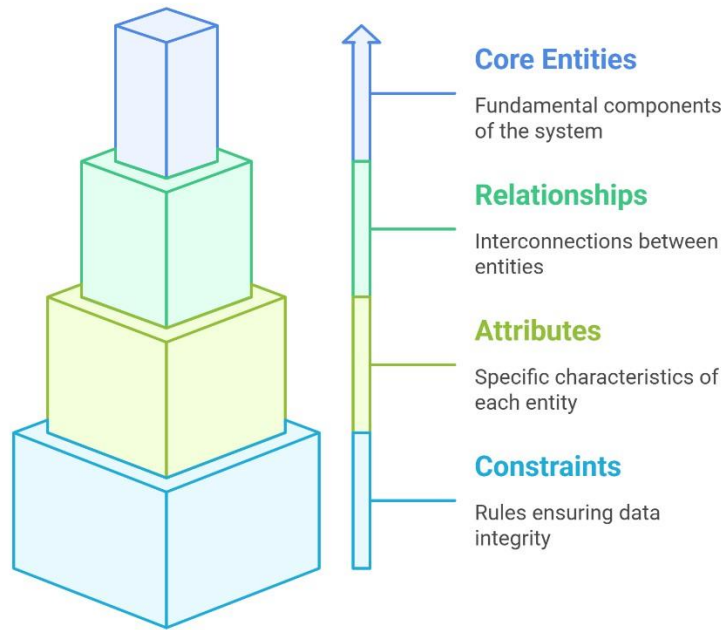 Core Entities
Fundamental components
of the system
Relationships
Interconnections between
entities
Attributes
Specific characteristics of
each entity
Constraints
Rules ensuring data
integrity